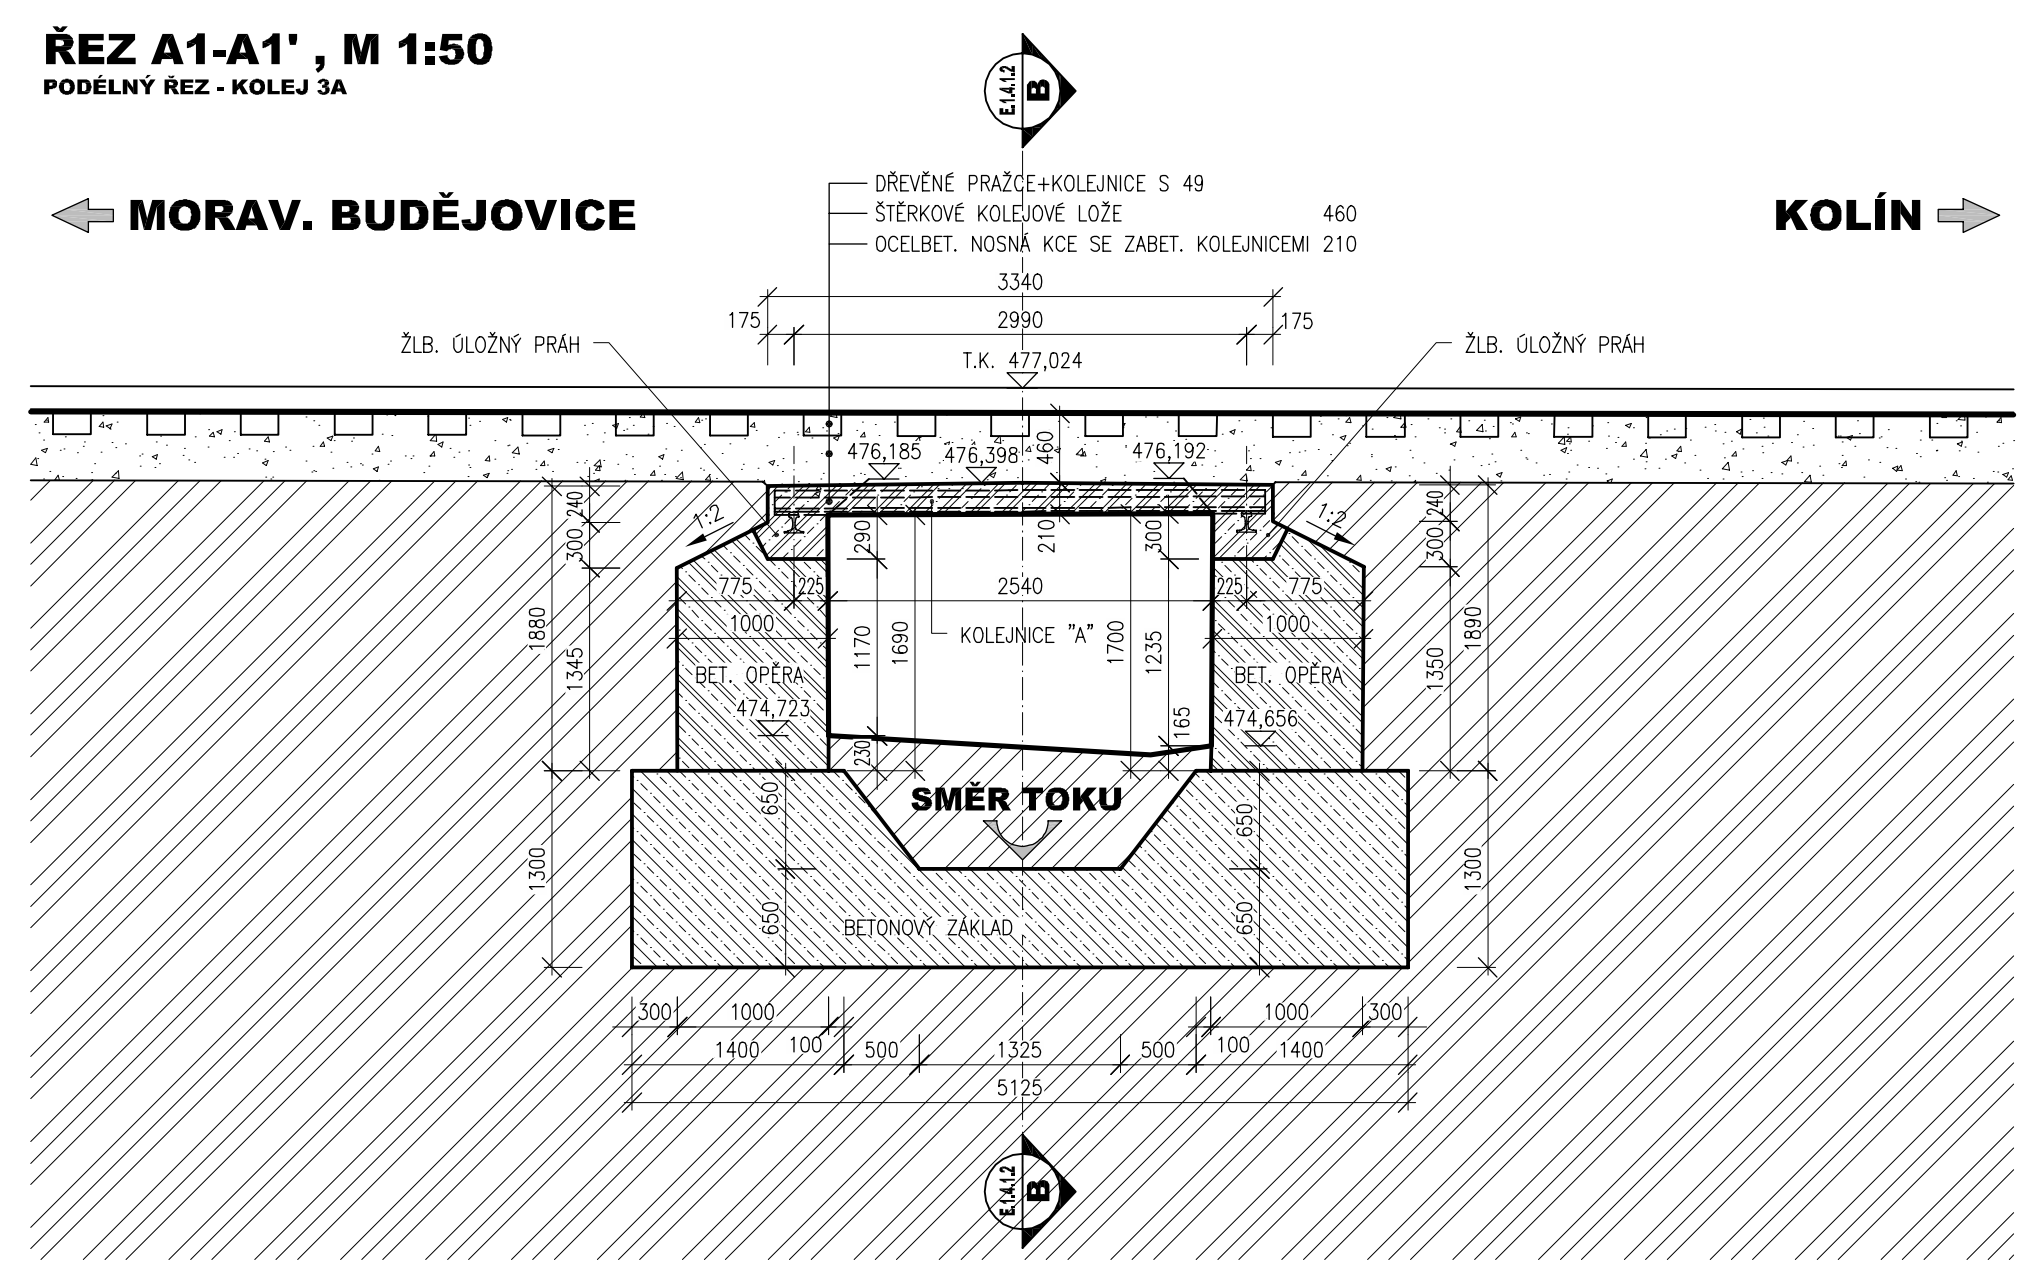 ŘEZ A1-A1' , M 1:50
PODÉLNÝ ŘEZ - KOLEJ 3A
E.1.4.1.2
B
MORAV. BUDĚJOVICE
KOLÍN
DŘEVĚNÉ PRAŽCE+KOLEJNICE S 49
ŠTĚRKOVÉ KOLEJOVÉ LOŽE 460
OCELBET. NOSNÁ KCE SE ZABET. KOLEJNICEMI 210
3340
175 2990 175
ŽLB. ÚLOŽNÝ PRÁH
ŽLB. ÚLOŽNÝ PRÁH
T.K. 477,024
476,185 476,398 460 476,192
240 240
1:2 1:2
300 290 210 300 300
775 225 2540 225 775
1880 1000 1170 1690 KOLEJNICE "A" 1700 1235 1000 1890
1345 BET. OPĚRA BET. OPĚRA 1350
474,723 165 474,656
230
650 SMĚR TOKU 650
1300 1300
650 BETONOVÝ ZÁKLAD 650
300 1000 1000 300
1400 100 500 1325 500 100 1400
5125
E.1.4.1.2
B